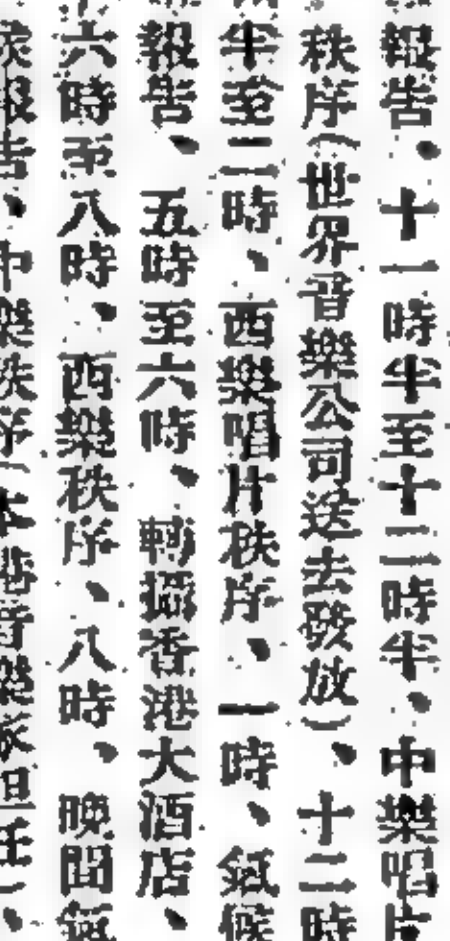 報告、十一時半至十二時半、中樂唱片
秩序(世界音樂公司送去發放)、十二時
半至二時、西樂唱片秩序、一時、氣候
報告、五時至六時、轉播香港大酒店、
六時至八時、西樂秩序、八時、晚間氣
報告、中樂秩序(本港音樂家担任)、